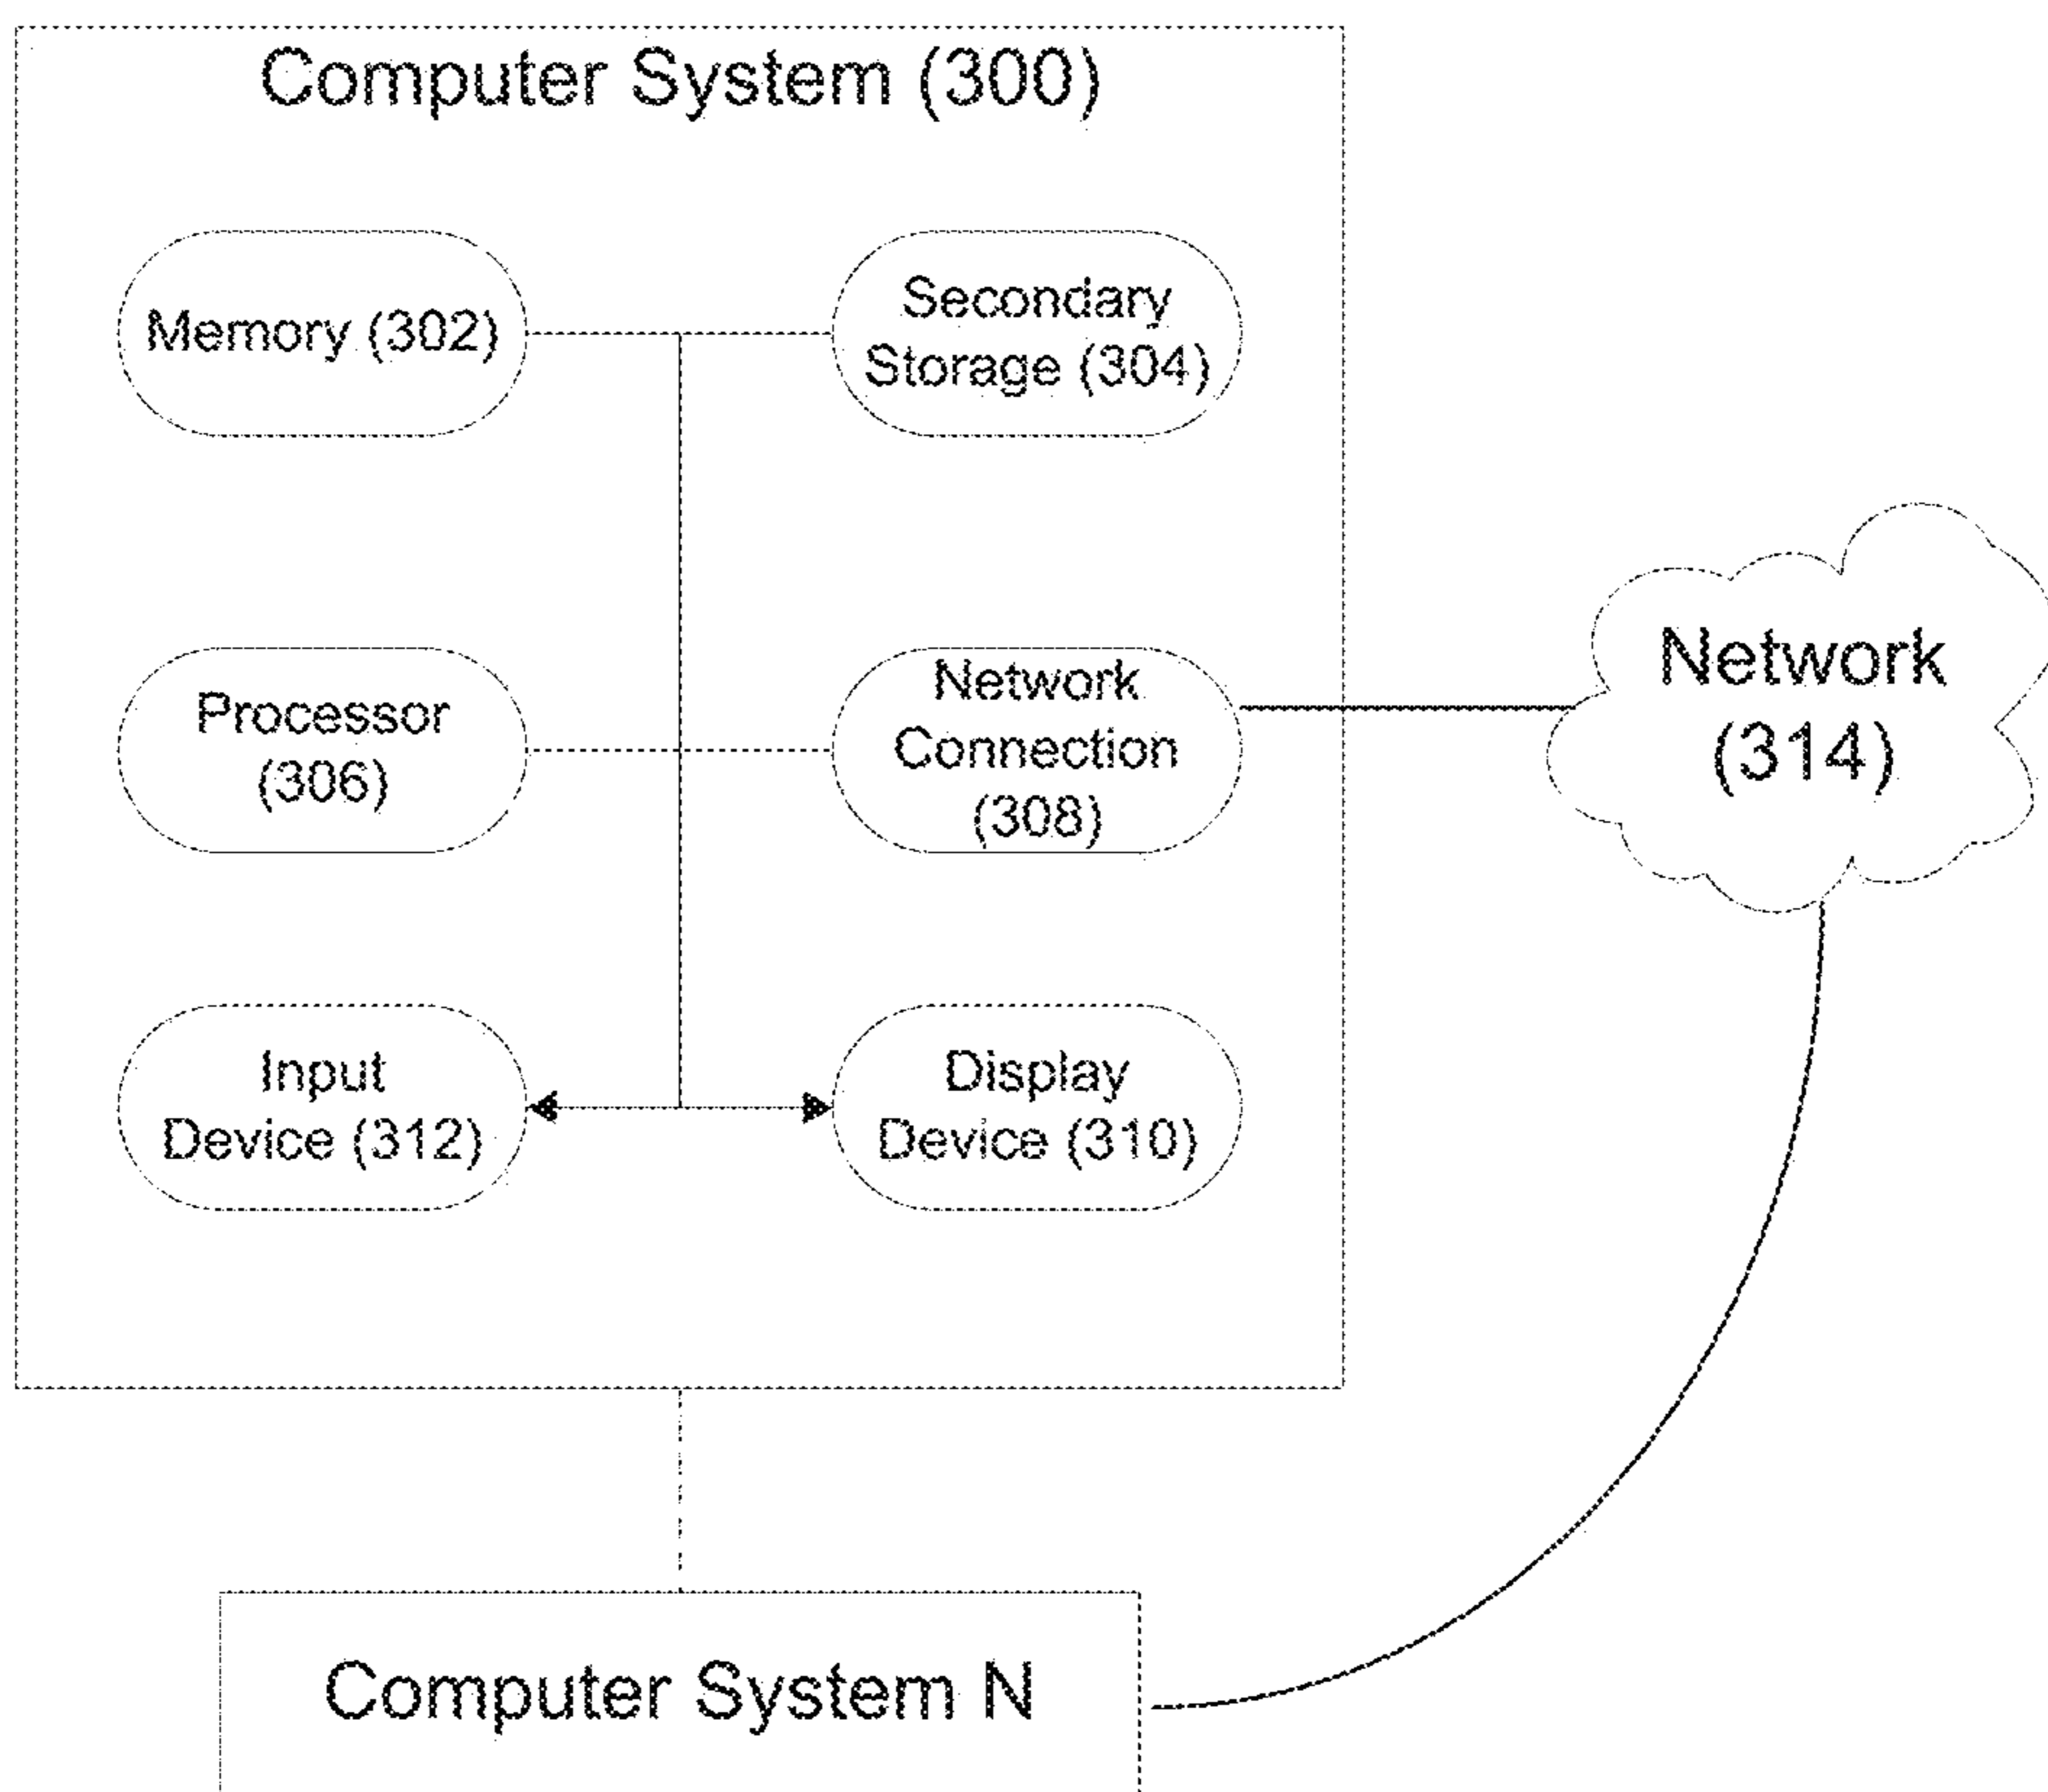 Computer System (300)
Memory (302)
Secondary
Storage (304)
Processor
(306)
Network
Connection
(308)
Network
(314)
Input
Device (312)
Display
Device (310)
Computer System N